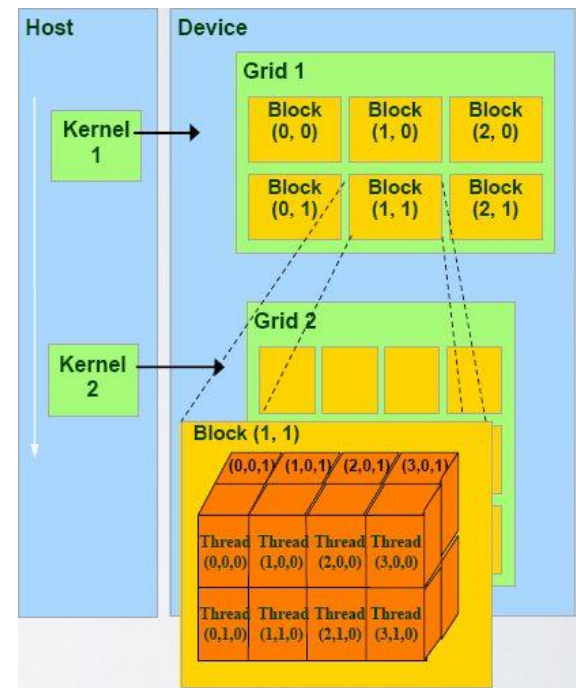 Host
Device
Grid 1
Kernel
1
Block
(0, 0)
Block
(1, 0)
Block
(2, 0)
Block
(0, 1)
Block
(1, 1)
Block
(2, 1)
Grid 2
Kernel
2
Block (1, 1)
(0,0,1) (1,0,1) (2,0,1) (3,0,1)
Thread
(0,0,0)
Thread
(1,0,0)
Thread
(2,0,0)
Thread
(3,0,0)
Thread
(0,1,0)
Thread
(1,1,0)
Thread
(2,1,0)
Thread
(3,1,0)